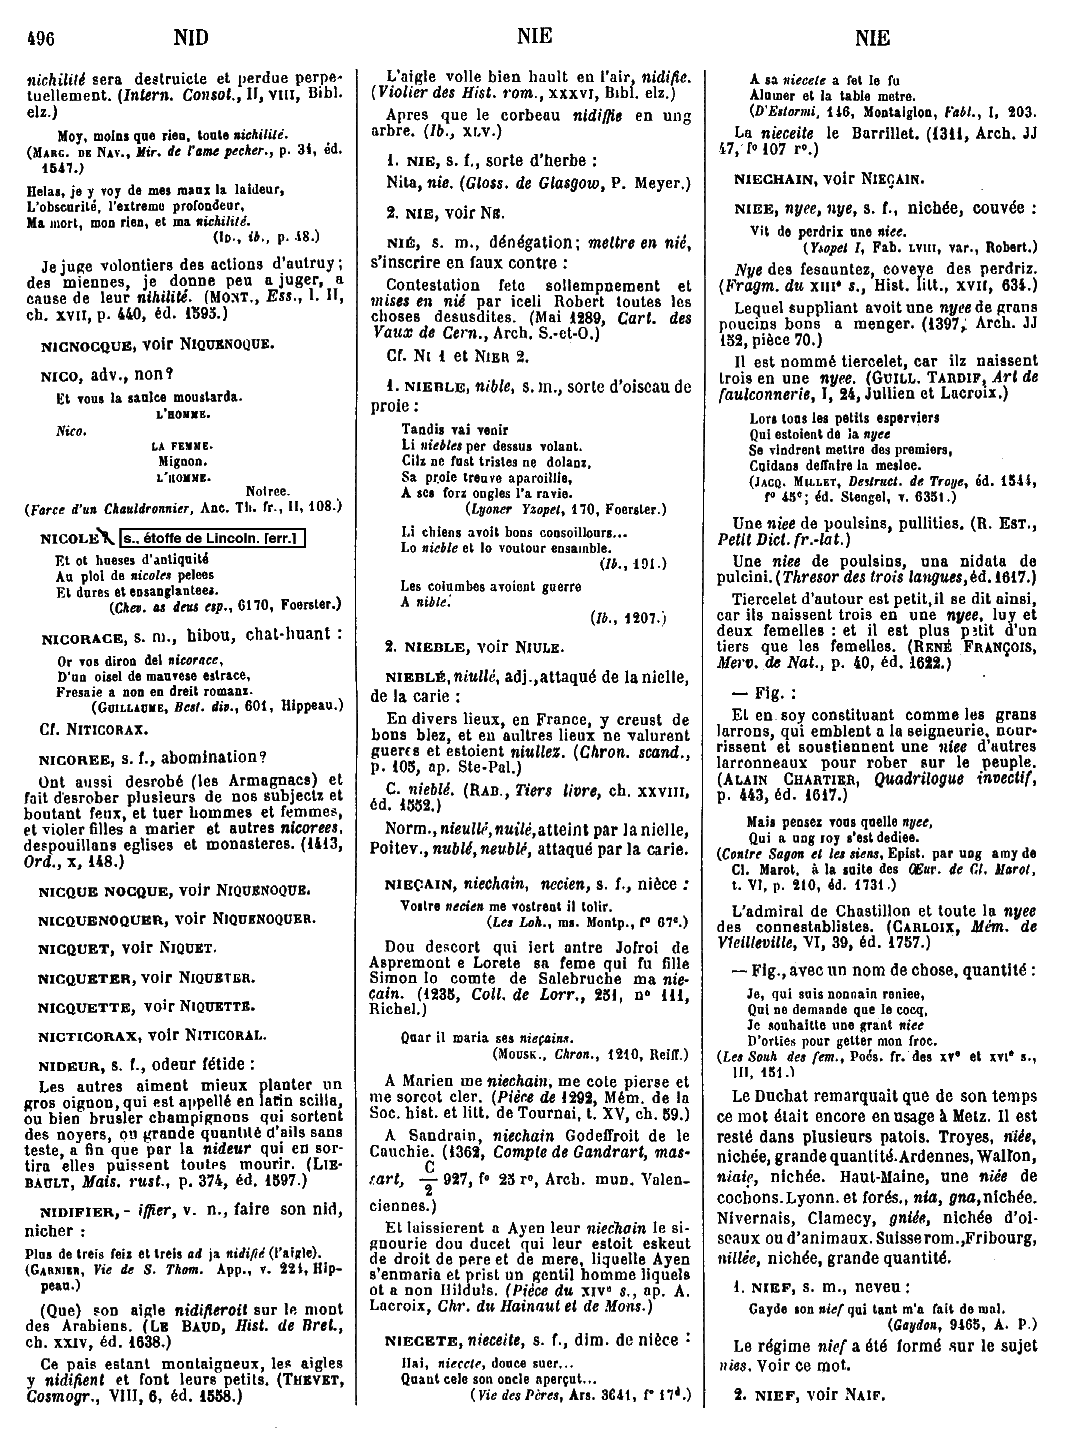 496 NID NIE NIE
nichilité sera destruicte et perdue perpe-
tuellement. (Intern. Consol., II, VIII, Bibl.
elz.)
Moy, moins que rien, toute nichilité.
(MARG. DE NAV., Mir. de l'ame pecher., p. 31, éd.
1547.)
Helas, je y voy de mes maux la laideur,
L'obscurité, l'extreme profondeur,
Ma mort, mon rien, et ma nichilité.
(ID., ib., p. 48.)
Je juge volontiers des actions d'autruy;
des miennes, je donne peu a juger, a
cause de leur nihilité. (MONT., Ess., l. II,
ch. XVII, p. 440, éd. 1595.)
NICNOCQUE, voir NIQUENOQUE.
NICO, adv., non?
Et vous la saulce moustarda.
L'HOMME.
Nico.
LA FEMME.
Mignon.
L'HOMME.
Notree.
(Farce d'un Chauldronnier, Anc. Th. fr., II, 108.)
NICOLE s., étoffe de Lincoln. [err.]
Et ot hueses d'antiquité
Au plol de nicoles pelees
Et dures et ensanglantees.
(Chev. as deus esp., 6170, Foerster.)
NICORACE, s. m., hibou, chat-huant :
Or vos diron del nicorace,
D'un oisel de mauvese estrace,
Fresaie a non en dreit romanz.
(GUILLAUME, Best. div., 601, Hippeau.)
Cf. NITICORAX.
NICOREE, s. f., abomination?
Ont aussi desrobé (les Armagnacs) et
fait desrober plusieurs de nos subjectz et
boutant feux, et tuer hommes et femmes,
et violer filles a marier et autres nicorees,
despouillans eglises et monasteres. (1413,
Ord., X, 148.)
NICQUE NOCQUE, voir NIQUENOQUE.
NICQUENOQUER, voir NIQUENOQUER.
NICQUET, voir NIQUET.
NICQUETER, voir NIQUETER.
NICQUETTE, voir NIQUETTE.
NICTICORAX, voir NITICORAL.
NIDEUR, s. f., odeur fétide :
Les autres aiment mieux planter un
gros oignon, qui est appellé en latin scilla,
ou bien brusler champignons qui sortent
des noyers, ou grande quantité d'ails sans
teste, a fin que par la nideur qui en sor-
tira elles puissent toutes mourir. (LIE-
BAULT, Mais. rust., p. 374, éd. 1597.)
NIDIFIER, - iffier, v. n., faire son nid,
nicher :
Plus de treis feiz et treis ad ja nidifié (l'aigle).
(GARNIER, Vie de S. Thom. App., v. 221, Hip-
peau.)
(Que) son aigle nidifieroit sur le mont
des Arabiens. (LE BAUD, Hist. de Bret.,
ch. XXIV, éd. 1638.)
Ce pais estant montaigneux, les aigles
y nidifient et font leurs petits. (THEVET,
Cosmogr., VIII, 6, éd. 1558.)
L'aigle volle bien hault en l'air, nidifie.
(Violier des Hist. rom., XXXVI, Bibl. elz.)
Apres que le corbeau nidiffie en ung
arbre. (Ib., XLV.)
1. NIE, s. f., sorte d'herbe :
Nita, nie. (Gloss. de Glasgow, P. Meyer.)
2. NIE, voir NE.
NIÉ, s. m., dénégation; mettre en nié,
s'inscrire en faux contre :
Contestation fete sollempnement et
mises en nié par iceli Robert toutes les
choses desusdites. (Mai 1289, Cart. des
Vaux de Cern., Arch. S.-et-O.)
Cf. NI 1 et NIER 2.
1. NIEBLE, nible, s. m., sorte d'oiseau de
proie :
Tandis vai venir
Li niebles per dessus volant.
Cilz ne fust tristes ne dolanz,
Sa proie treuve aparoillie,
A ses forz ongles l'a ravie.
(Lyoner Yzopet, 170, Foerster.)
Li chiens avoit bons consoillours...
Lo nieble et lo voutour ensamble.
(Ib., 191.)
Les columbes avoient guerre
A nible.
(Ib., 1207.)
2. NIEBLE, voir NIULE.
NIEBLÉ, niullé, adj., attaqué de la nielle,
de la carie :
En divers lieux, en France, y creust de
bons blez, et en aultres lieux ne valurent
guercs et estoient niullez. (Chron. scand.,
p. 105, ap. Ste-Pal.)
C. nieblé. (RAB., Tiers livre, ch. XXVIII,
éd. 1552.)
Norm., nieullé, nuilé, atteint par la nielle,
Poitev., nublé, neublé, attaqué par la carie.
NIEÇAIN, niechain, necien, s. f., nièce :
Vostre necien me vostrent il tolir.
(Les Loh., ms. Montp., f° 67c.)
Dou descort qui iert antre Jofroi de
Aspremont e Lorete sa feme qui fu fille
Simon lo comte de Salebruche ma nie-
çain. (1235, Coll. de Lorr., 251, n° 111,
Richel.)
Quar il maria ses nieçains.
(MOUSK., Chron., 1210, Reiff.)
A Marien me niechain, me cote pierse et
me sorcot cler. (Pièce de 1292, Mém. de la
Soc. hist. et litt. de Tournai, t. XV, ch. 59.)
A Sandrain, niechain Godeffroit de le
Cauchie. (1362, Compte de Gandrart, mas-
sart, C/2 927, f° 25 r°, Arch. mun. Valen-
ciennes.)
Et laissierent a Ayen leur niechain le si-
gnourie dou ducet qui leur estoit eskeut
de droit de pere et de mere, liquelle Ayen
s'enmaria et prist un gentil homme liquels
ot a non Hilduls. (Pièce du XIVe s., ap. A.
Lacroix, Chr. du Hainaut et de Mons.)
NIECETE, nieceite, s. f., dim. de nièce :
Hai, niecete, douce suer...
Quant cele son oncle aperçut...
(Vie des Pères, Ars. 3641, f° 17d.)
A sa niecete a fet le fu
Alumer et la table metre.
(D'Estormi, 146, Montaiglon, Fabl., I, 203.
La nieceite le Barrillet. (1311, Arch. JJ
47, f° 107 r°.)
NIECHAIN, voir NIEÇAIN.
NIEE, nyee, nye, s. f., nichée, couvée :
Vit de perdrix une niee.
(Ysopet I, Fab. LVIII, var., Robert.)
Nye des fesauntez, coveye des perdriz.
(Fragm. du XIIIe s., Hist. litt., XVII, 634.)
Lequel suppliant avoit une nyee de grans
poucins bons a menger. (1397, Arch. JJ
152, pièce 70.)
Il est nommé tiercelet, car ilz naissent
trois en une nyee. (GUILL. TARDIF, Art de
faulconnerie, I, 24, Jullien et Lacroix.)
Lors tous les petits esperviers
Qui estoient de la nyee
Se vindrent mettre des premiers,
Cuidans deffaire la meslee.
(JACQ. MILLET, Destruct. de Troye, éd. 1544,
f° 45c; éd. Stengel, v. 6351.)
Une niee de poulsins, pullities. (R. EST.,
Petit Dict. fr.-lat.)
Une niee de poulsins, una nidata de
pulcini. (Thresor des trois langues, éd. 1617.)
Tiercelet d'autour est petit, il se dit ainsi,
car ils naissent trois en une nyee, luy et
deux femelles : et il est plus petit d'un
tiers que les femelles. (RENÉ FRANÇOIS,
Merv. de Nat., p. 40, éd. 1622.)
— Fig. :
Et en soy constituant comme les grans
larrons, qui emblent a la seigneurie, nour-
rissent et soustiennent une niee d'autres
larronneaux pour rober sur le peuple.
(ALAIN CHARTIER, Quadrilogue invectif,
p. 443, éd. 1617.)
Mais pensez vous quelle nyee,
Qui a ung roy s'est dediee.
(Contre Sagon et les siens, Epist. par ung amy de
Cl. Marot, à la suite des Œur. de Cl. Marot,
t. VI, p. 210, éd. 1731.)
L'admiral de Chastillon et toute la nyee
des connestablistes. (CARLOIX, Mém. de
Vieilleville, VI, 39, éd. 1757.)
— Fig., avec un nom de chose, quantité :
Je, qui suis nonnain reniee,
Qui ne demande que le cocq,
Je souhaitte une grant niee
D'orties pour getter mon froc.
(Les Souh des fem., Poés. fr. des XVe et XVIe s.,
III, 151.)
Le Duchat remarquait que de son temps
ce mot était encore en usage à Metz. Il est
resté dans plusieurs patois. Troyes, niée,
nichée, grande quantité. Ardennes, Wallon,
niaie, nichée. Haut-Maine, une niée de
cochons. Lyonn. et forés., nia, gna, nichée.
Nivernais, Clamecy, gniée, nichée d'oi-
seaux ou d'animaux. Suisse rom., Fribourg,
nillée, nichée, grande quantité.
1. NIEF, s. m., neveu :
Gayde son nief qui tant m'a fait de mal.
(Gaydon, 9465, A. P.)
Le régime nief a été formé sur le sujet
nies. Voir ce mot.
2. NIEF, voir NAIF.